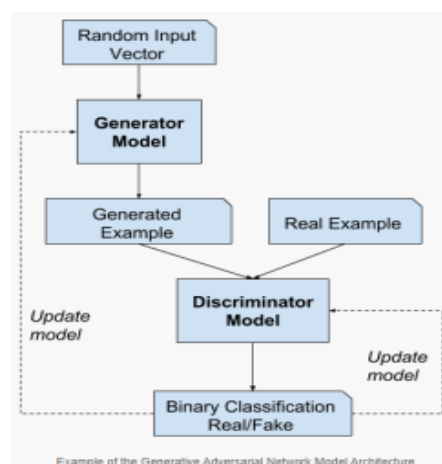 Random Input
Vector
Generator
Model
Generated
Example
Real Example
Discriminator
Model
Update
model
Update
model
Binary Classification
Real/Fake
Example of the Generative Adversarial Network Model Architecture